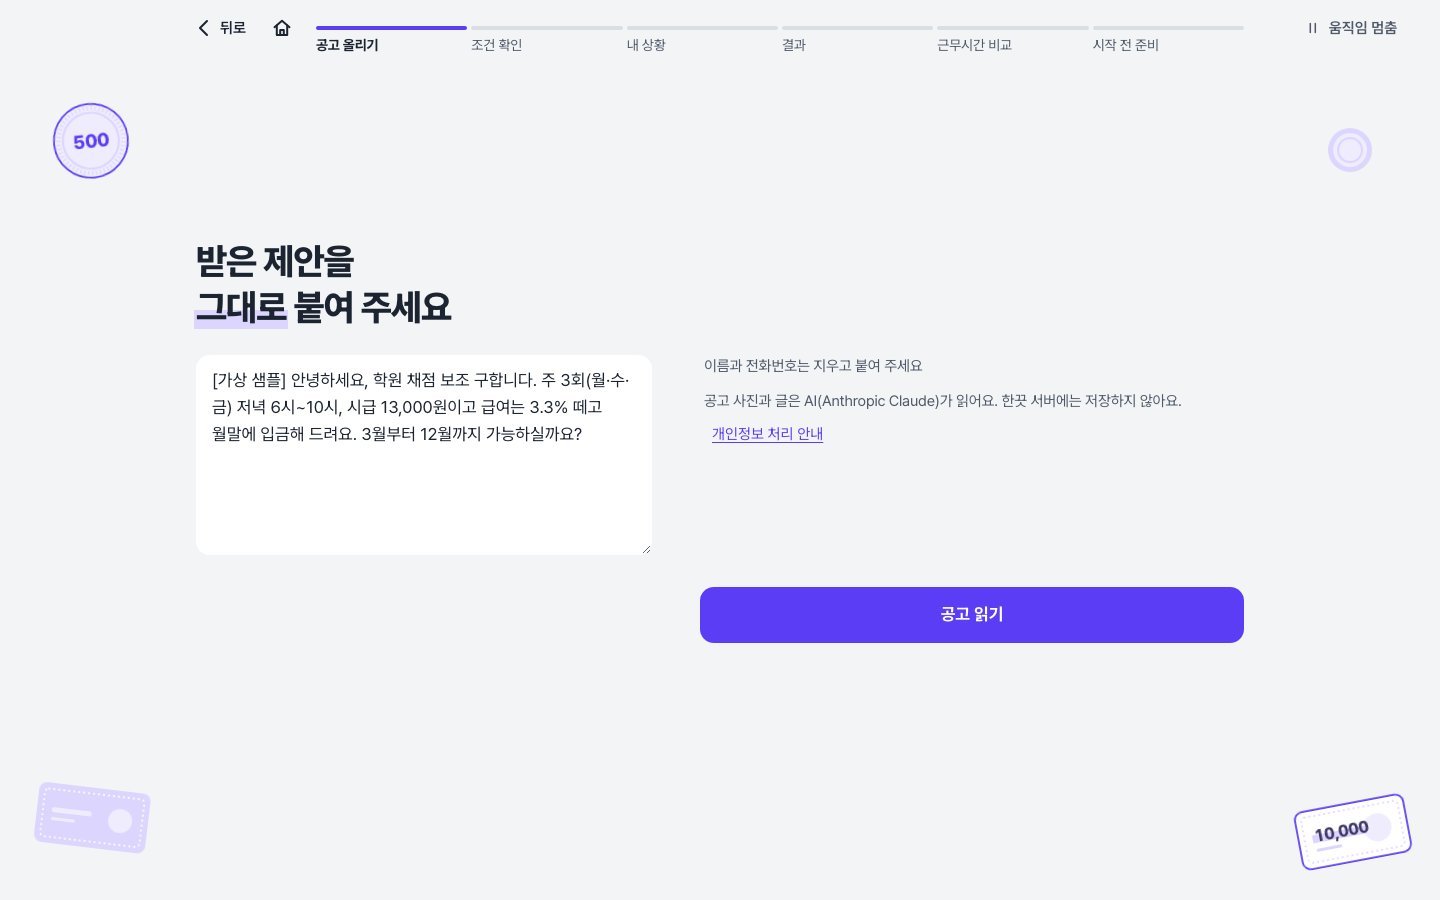 뒤로
공고 올리기
조건 확인
내 상황
결과
근무시간 비교
시작 전 준비
움직임 멈춤
500
받은 제안을
그대로 붙여 주세요
[가상 샘플] 안녕하세요, 학원 채점 보조 구합니다. 주 3회(월·수·
금) 저녁 6시~10시, 시급 13,000원이고 급여는 3.3% 떼고
월말에 입금해 드려요. 3월부터 12월까지 가능하실까요?
이름과 전화번호는 지우고 붙여 주세요
공고 사진과 글은 AI(Anthropic Claude)가 읽어요. 한끗 서버에는 저장하지 않아요.
개인정보 처리 안내
공고 읽기
10,000